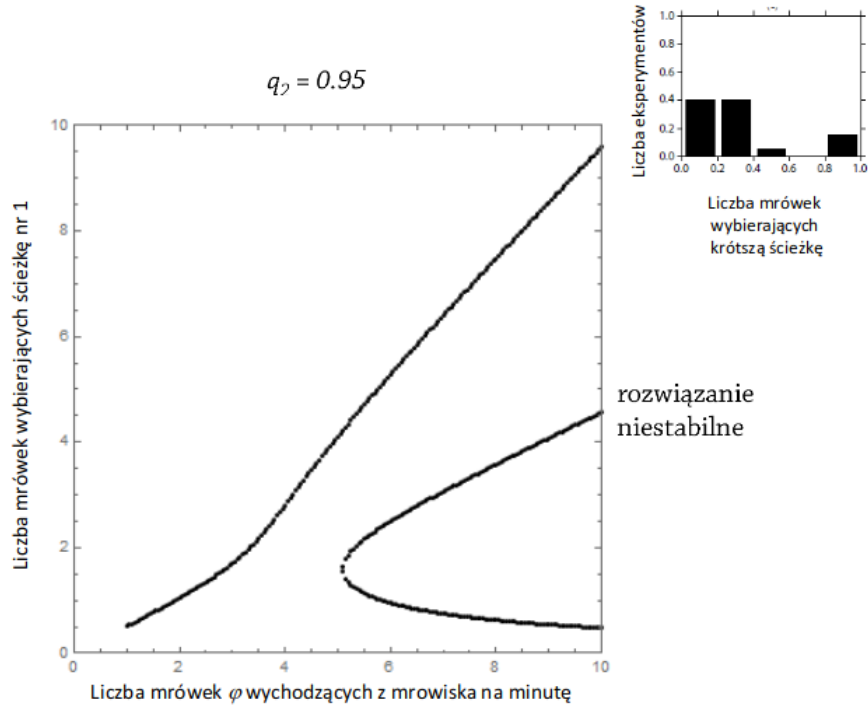 q₂ = 0.95
10
8
6
4
2
0
0 2 4 6 8 10
Liczba mrówek wybierających ścieżkę nr 1
Liczba mrówek φ wychodzących z mrowiska na minutę
rozwiązanie
niestabilne
1.0
0.8
0.6
0.4
0.2
0.0
0.0 0.2 0.4 0.6 0.8 1.0
Liczba eksperymentów
Liczba mrówek
wybierających
krótszą ścieżkę